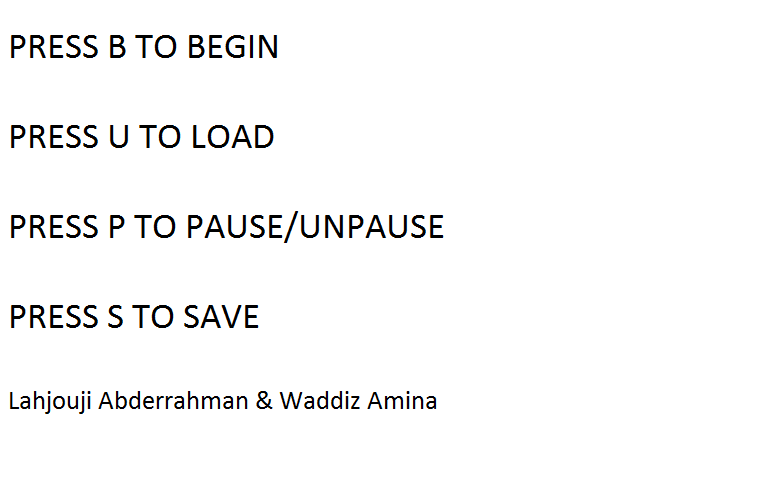 PRESS B TO BEGIN
PRESS U TO LOAD
PRESS P TO PAUSE/UNPAUSE
PRESS S TO SAVE
Lahjouji Abderrahman & Waddiz Amina